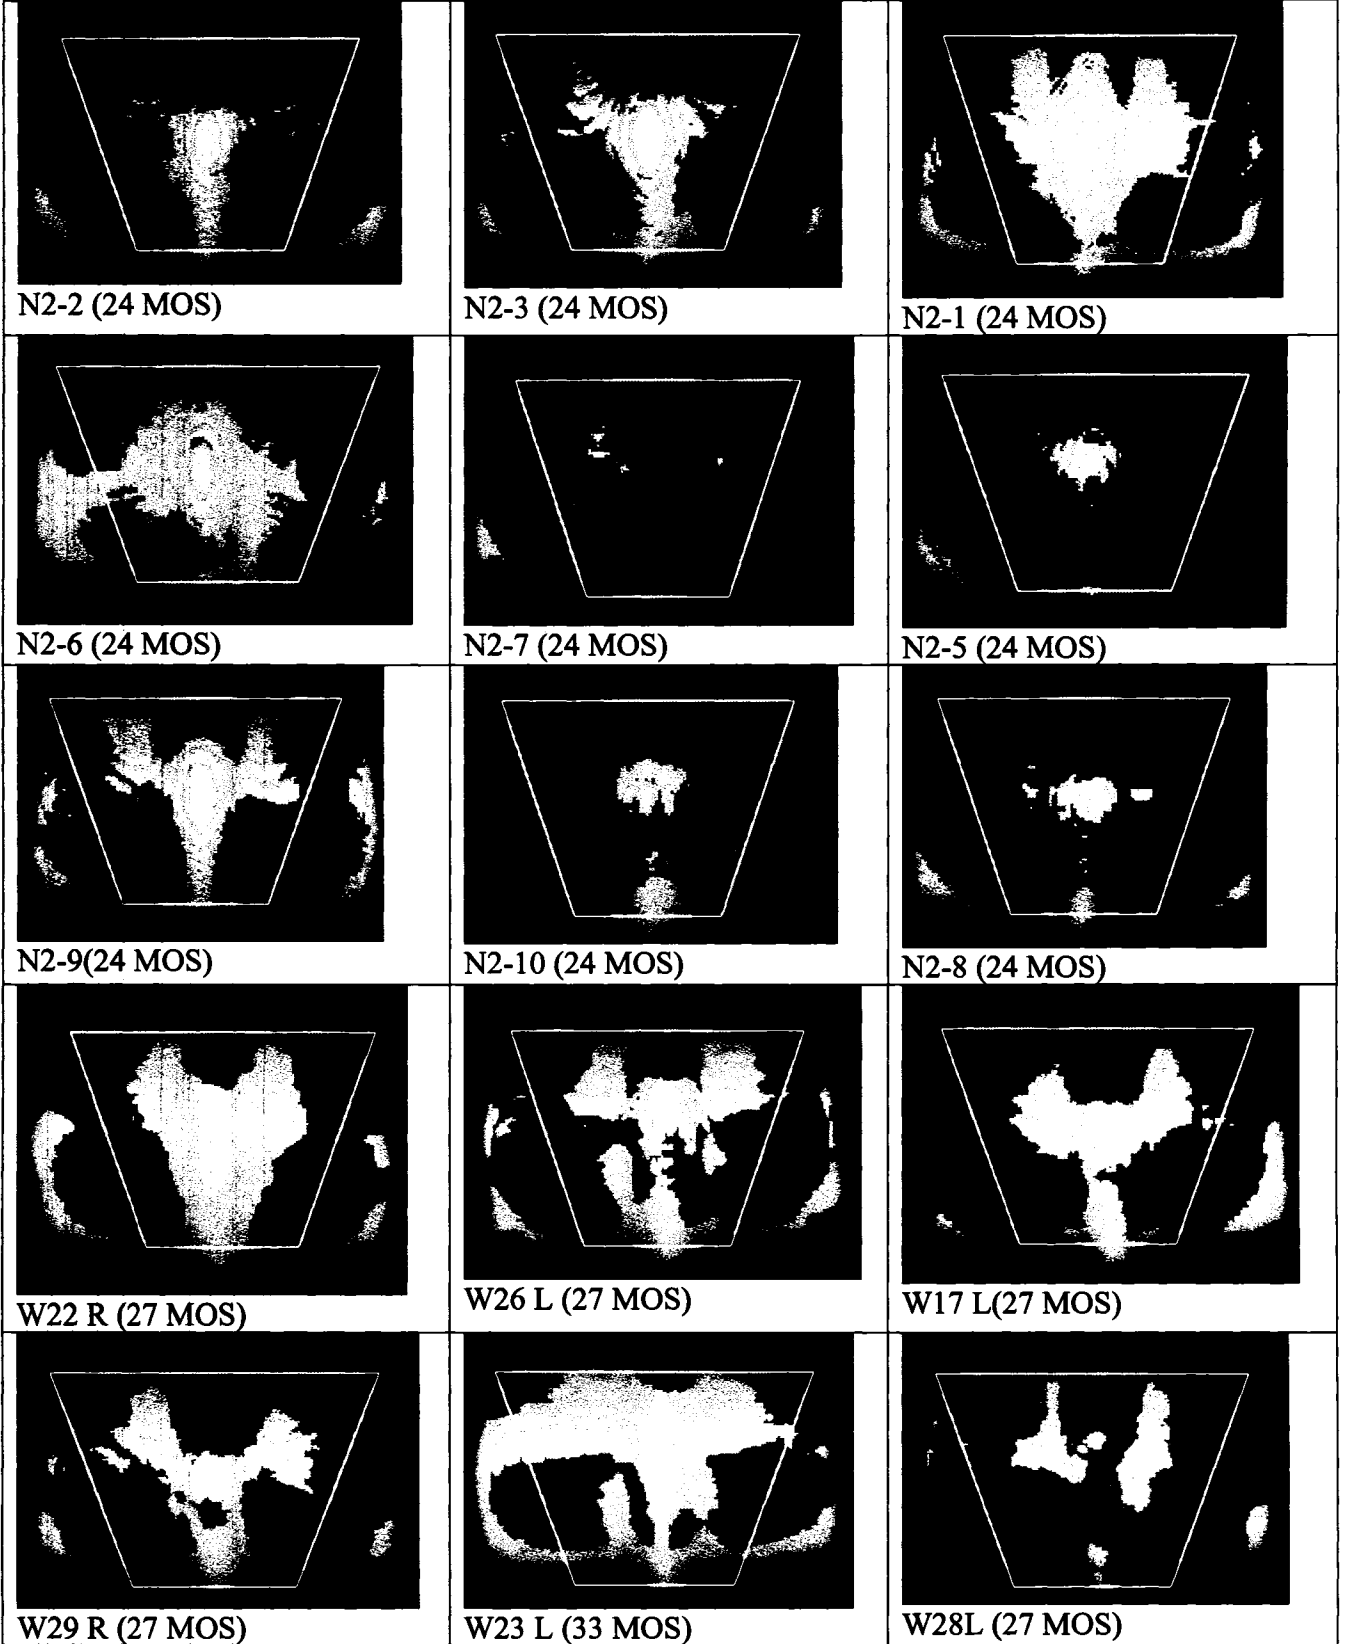 N2-2 (24 MOS)
N2-3 (24 MOS)
N2-1 (24 MOS)
N2-6 (24 MOS)
N2-7 (24 MOS)
N2-5 (24 MOS)
N2-9(24 MOS)
N2-10 (24 MOS)
N2-8 (24 MOS)
W22 R (27 MOS)
W26 L (27 MOS)
W17 L(27 MOS)
W29 R (27 MOS)
W23 L (33 MOS)
W28L (27 MOS)